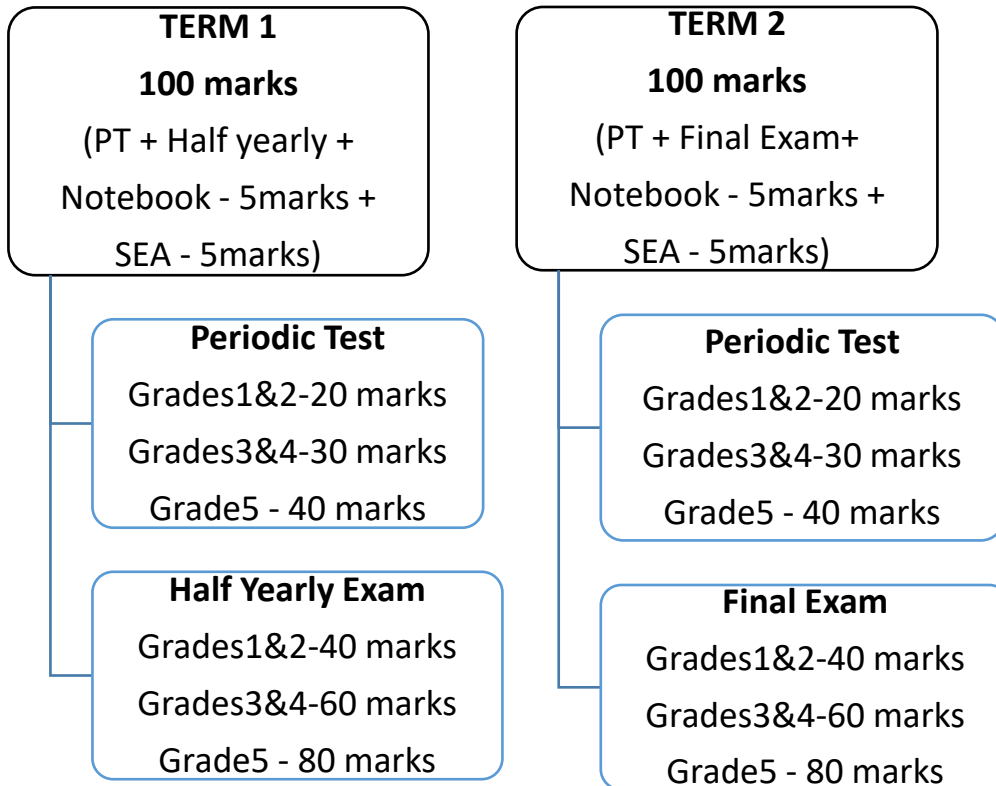 TERM 1
100 marks
(PT + Half yearly +
Notebook - 5marks +
SEA - 5marks)
Periodic Test
Grades1&2-20 marks
Grades3&4-30 marks
Grade5 - 40 marks
Half Yearly Exam
Grades1&2-40 marks
Grades3&4-60 marks
Grade5 - 80 marks
TERM 2
100 marks
(PT + Final Exam+
Notebook - 5marks +
SEA - 5marks)
Periodic Test
Grades1&2-20 marks
Grades3&4-30 marks
Grade5 - 40 marks
Final Exam
Grades1&2-40 marks
Grades3&4-60 marks
Grade5 - 80 marks